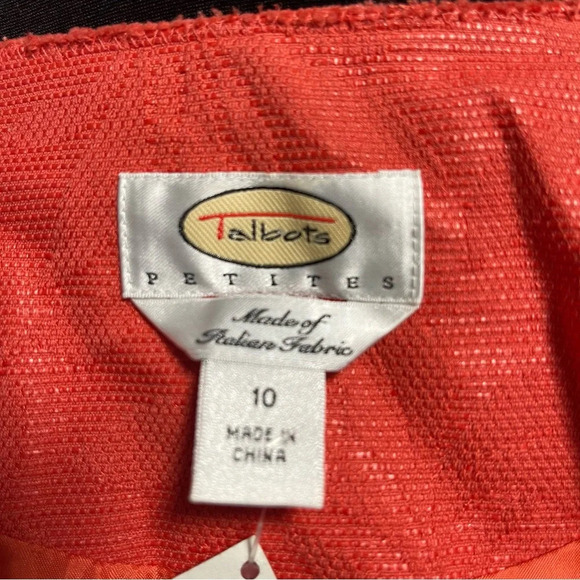 Talbots
PETITES
Made of
Italian Fabric
10
MADE IN
CHINA